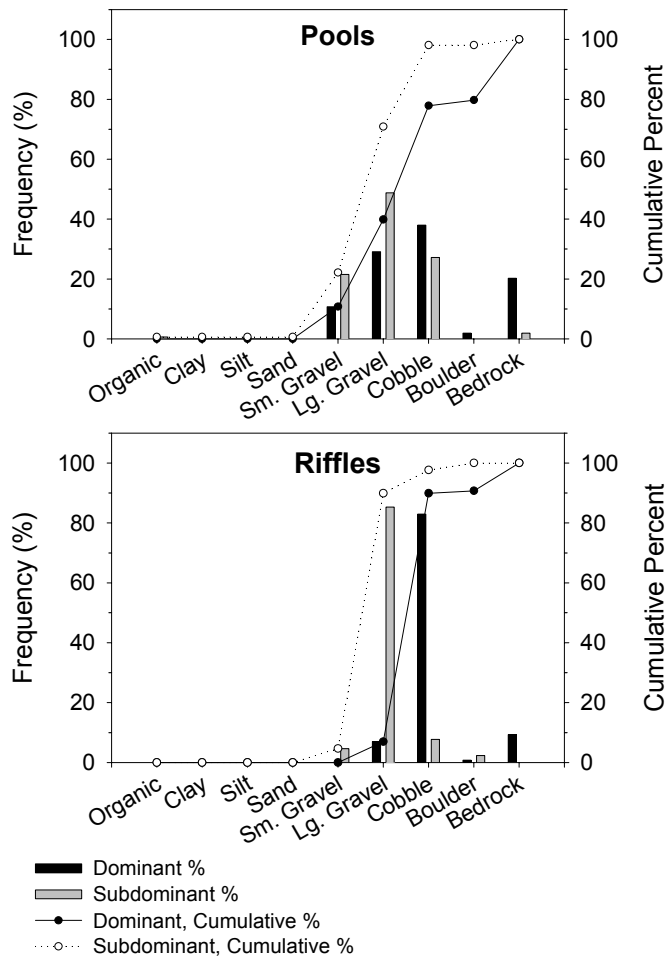 Pools
100
80
60
40
20
0
Frequency (%)
100
80
60
40
20
0
Cumulative Percent
Organic
Clay
Silt
Sand
Sm. Gravel
Lg. Gravel
Cobble
Boulder
Bedrock
Riffles
100
80
60
40
20
0
Frequency (%)
100
80
60
40
20
0
Cumulative Percent
Organic
Clay
Silt
Sand
Sm. Gravel
Lg. Gravel
Cobble
Boulder
Bedrock
Dominant %
Subdominant %
Dominant, Cumulative %
Subdominant, Cumulative %